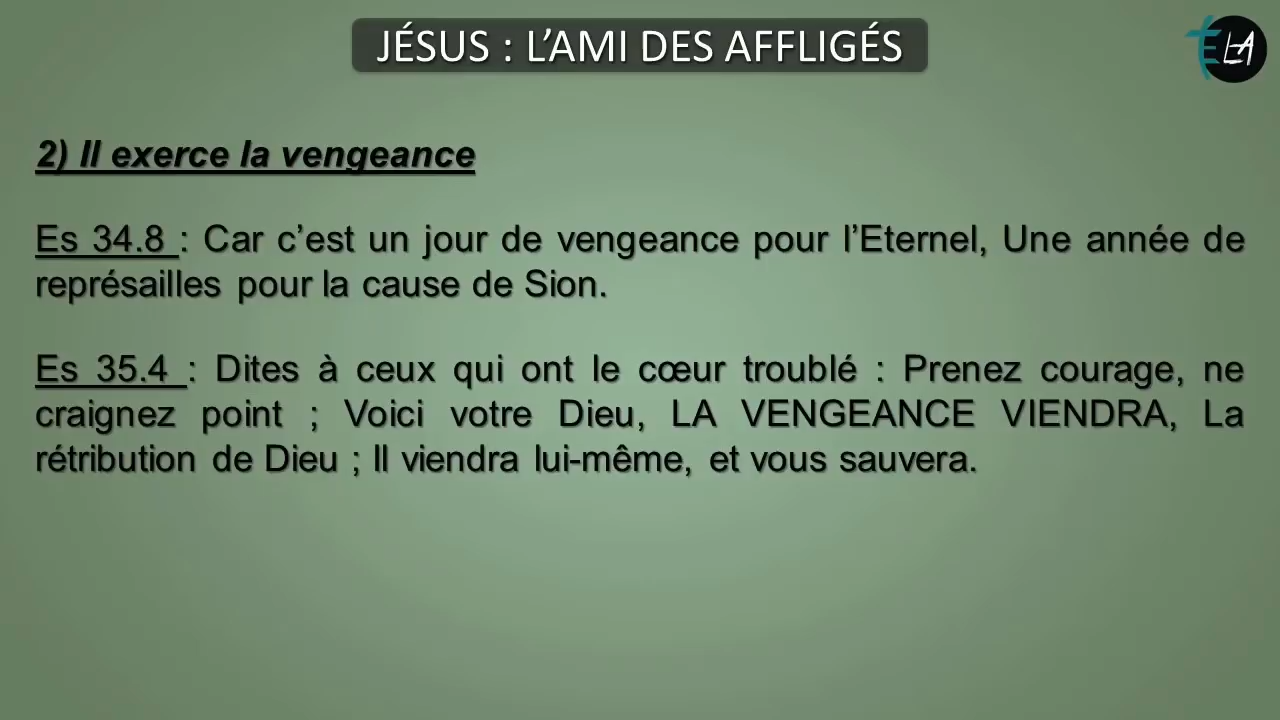 JÉSUS : L’AMI DES AFFLIGÉS
ELA
2) Il exerce la vengeance
Es 34.8 : Car c’est un jour de vengeance pour l’Eternel, Une année de
représailles pour la cause de Sion.
Es 35.4 : Dites à ceux qui ont le cœur troublé : Prenez courage, ne
craignez point ; Voici votre Dieu, LA VENGEANCE VIENDRA, La
rétribution de Dieu ; Il viendra lui-même, et vous sauvera.